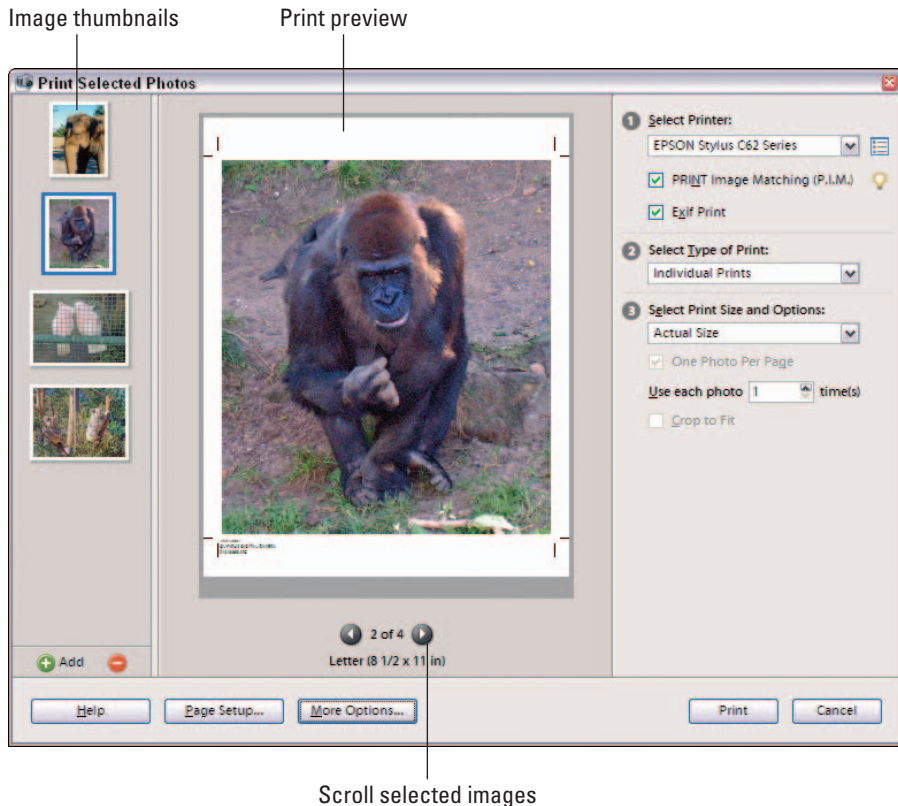 Image thumbnails
Print preview
Print Selected Photos
1 Select Printer:
EPSON Stylus C62 Series
PRINT Image Matching (P.I.M.)
Exif Print
2 Select Type of Print:
Individual Prints
3 Select Print Size and Options:
Actual Size
One Photo Per Page
Use each photo 1 time(s)
Crop to Fit
2 of 4
Letter (8 1/2 x 11 in)
Add
Help
Page Setup...
More Options...
Print
Cancel
Scroll selected images